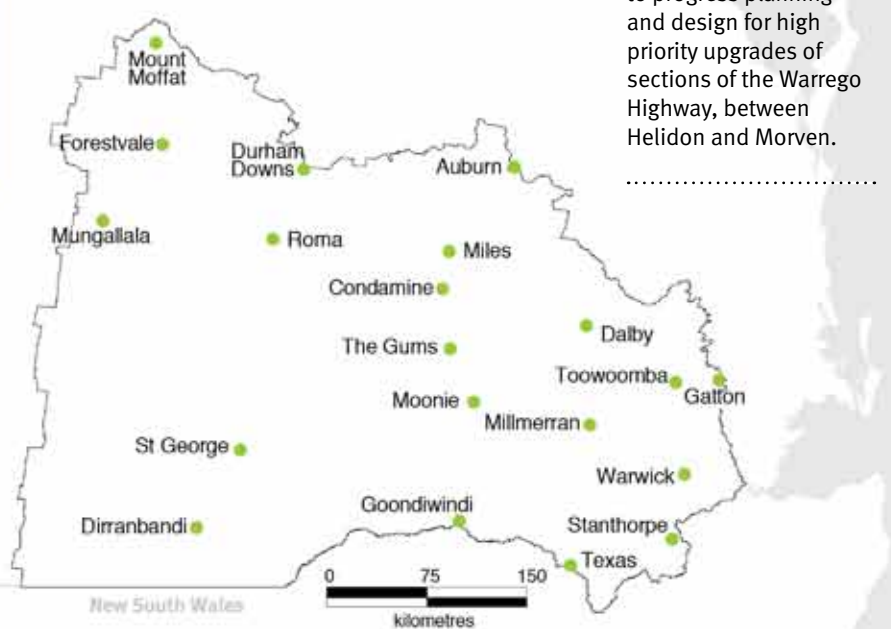 to progress planning
and design for high
priority upgrades of
sections of the Warrego
Highway, between
Helidon and Morven.
Mount
Moffat
Forestvale
Durham
Downs
Auburn
Mungallala
Roma
Miles
Condamine
The Gums
Dalby
Toowoomba
Gatton
Moonie
Millmerran
St George
Warwick
Goondiwindi
Stanthorpe
Dirranbandi
Texas
0 75 150
kilometres
New South Wales